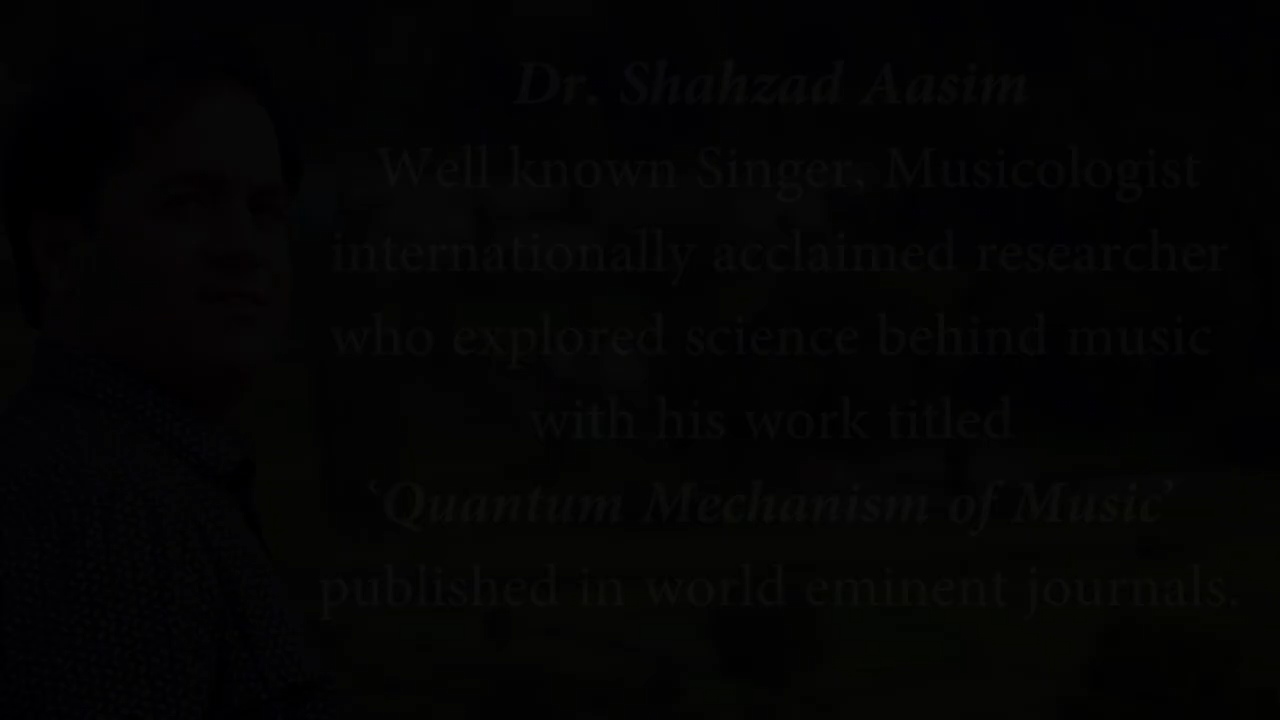 Dr. Shahzad Aasim
Well known Singer, Musicologist
internationally acclaimed researcher
who explored science behind music
with his work titled
‘Quantum Mechanism of Music’
published in world eminent journals.